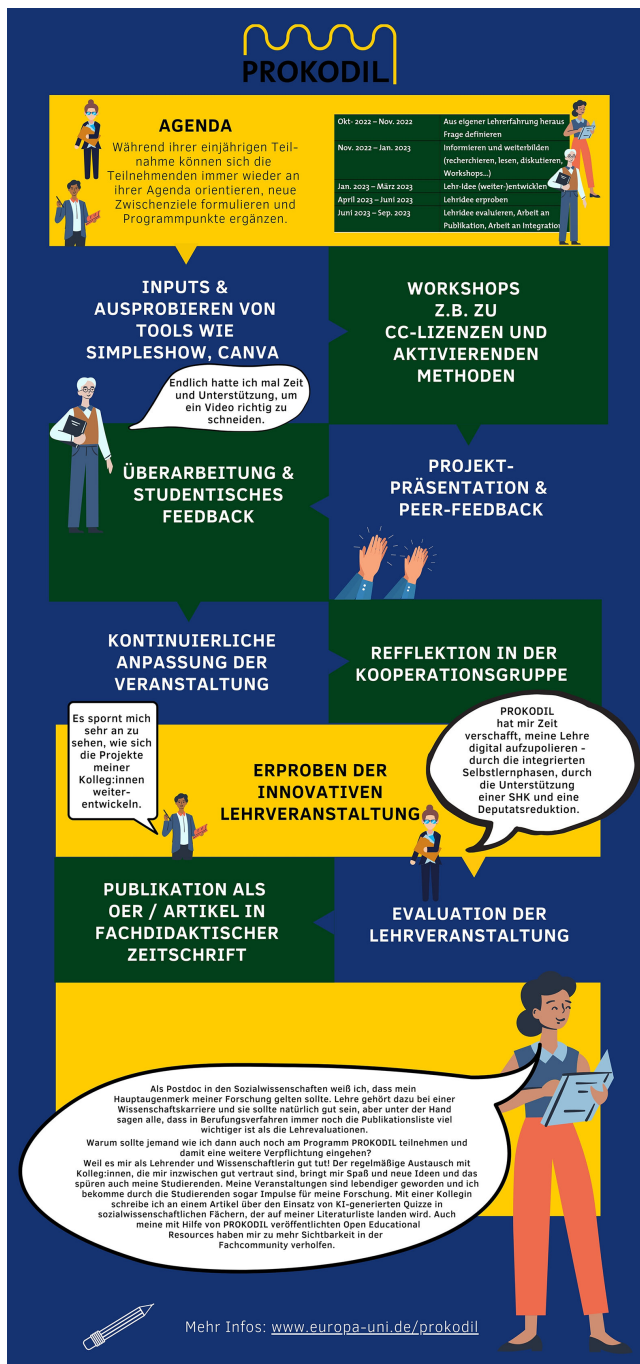 PROKODIL
AGENDA
Während ihrer einjährigen Teil-
nahme können sich die
Teilnehmenden immer wieder an
ihrer Agenda orientieren, neue
Zwischenziele formulieren und
Programmpunkte ergänzen.
Okt- 2022 – Nov. 2022 Aus eigener Lehrerfahrung heraus
Frage definieren
Nov. 2022 – Jan. 2023 Informieren und weiterbilden
(recherchieren, lesen, diskutieren,
Workshops...)
Jan. 2023 – März 2023 Lehr-Idee (weiter-)entwickeln
April 2023 – Juni 2023 Lehridee erproben
Juni 2023 – Sep. 2023 Lehridee evaluieren, Arbeit an
Publikation, Arbeit an Integration
INPUTS &
AUSPROBIEREN VON
TOOLS WIE
SIMPLESHOW, CANVA
WORKSHOPS
Z.B. ZU
CC-LIZENZEN UND
AKTIVIERENDEN
METHODEN
Endlich hatte ich mal Zeit
und Unterstützung, um
ein Video richtig zu
schneiden.
ÜBERARBEITUNG &
STUDENTISCHES
FEEDBACK
PROJEKT-
PRÄSENTATION &
PEER-FEEDBACK
KONTINUIERLICHE
ANPASSUNG DER
VERANSTALTUNG
REFFLEKTION IN DER
KOOPERATIONSGRUPPE
Es spornt mich
sehr an zu
sehen, wie sich
die Projekte
meiner
Kolleg:innen
weiter-
entwickeln.
ERPROBEN DER
INNOVATIVEN
LEHRVERANSTALTUNG
PROKODIL
hat mir Zeit
verschafft, meine Lehre
digital aufzupolieren -
durch die integrierten
Selbstlernphasen, durch
die Unterstützung
einer SHK und eine
Deputatsreduktion.
PUBLIKATION ALS
OER / ARTIKEL IN
FACHDIDAKTISCHER
ZEITSCHRIFT
EVALUATION DER
LEHRVERANSTALTUNG
Als Postdoc in den Sozialwissenschaften weiß ich, dass mein
Hauptaugenmerk meiner Forschung gelten sollte. Lehre gehört dazu bei einer
Wissenschaftskarriere und sie sollte natürlich gut sein, aber unter der Hand
sagen alle, dass in Berufungsverfahren immer noch die Publikationsliste viel
wichtiger ist als die Lehrevaluationen.
Warum sollte jemand wie ich dann auch noch am Programm PROKODIL teilnehmen und
damit eine weitere Verpflichtung eingehen?
Weil es mir als Lehrender und Wissenschaftlerin gut tut! Der regelmäßige Austausch mit
Kolleg:innen, die mir inzwischen gut vertraut sind, bringt mir Spaß und neue Ideen und das
spüren auch meine Studierenden. Meine Veranstaltungen sind lebendiger geworden und ich
bekomme durch die Studierenden sogar Impulse für meine Forschung. Mit einer Kollegin
schreibe ich an einem Artikel über den Einsatz von KI-generierten Quizze in
sozialwissenschaftlichen Fächern, der auf meiner Literaturliste landen wird. Auch
meine mit Hilfe von PROKODIL veröffentlichten Open Educational
Resources haben mir zu mehr Sichtbarkeit in der
Fachcommunity verholfen.
Mehr Infos: www.europa-uni.de/prokodil